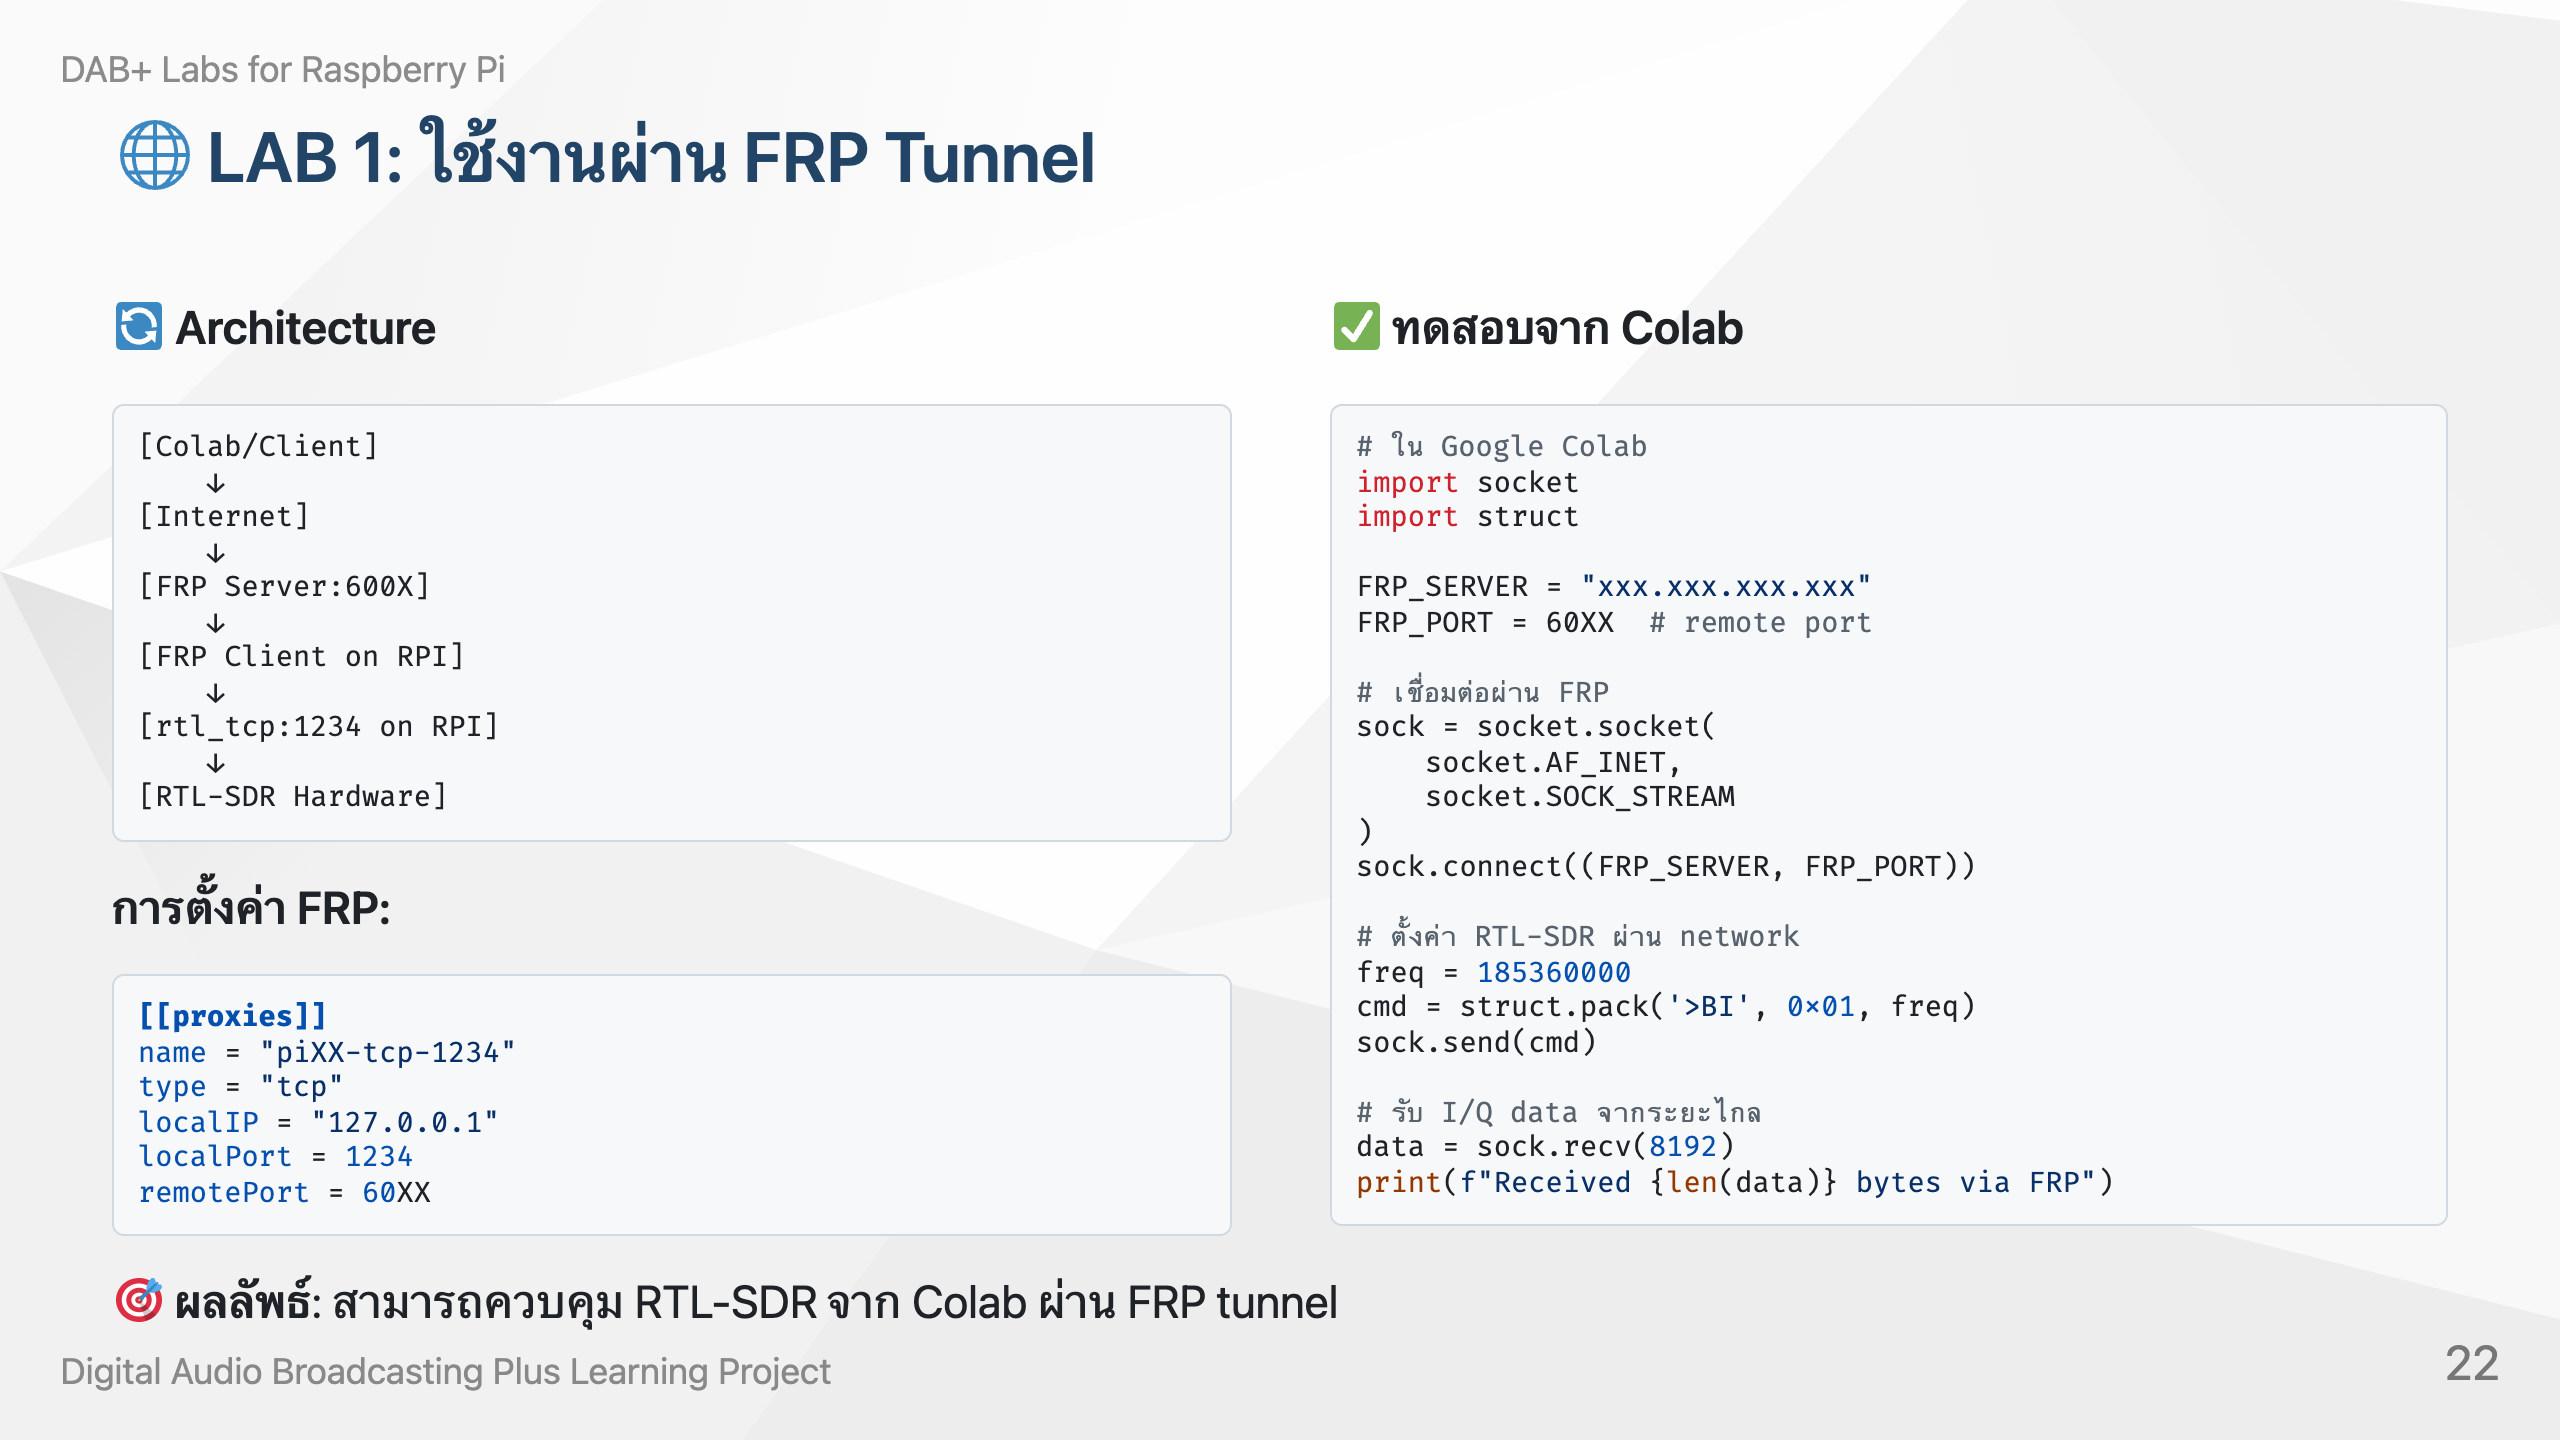 DAB+ Labs for Raspberry Pi
🌐 LAB 1: ใช้งานผ่าน FRP Tunnel
🔄 Architecture
[Colab/Client]
↓
[Internet]
↓
[FRP Server:600X]
↓
[FRP Client on RPI]
↓
[rtl_tcp:1234 on RPI]
↓
[RTL-SDR Hardware]
การตั้งค่า FRP:
[[proxies]]
name = "piXX-tcp-1234"
type = "tcp"
localIP = "127.0.0.1"
localPort = 1234
remotePort = 60XX
✅ ทดสอบจาก Colab
# ใน Google Colab
import socket
import struct
FRP_SERVER = "xxx.xxx.xxx.xxx"
FRP_PORT = 60XX  # remote port
# เชื่อมต่อผ่าน FRP
sock = socket.socket(
    socket.AF_INET,
    socket.SOCK_STREAM
)
sock.connect((FRP_SERVER, FRP_PORT))
# ตั้งค่า RTL-SDR ผ่าน network
freq = 185360000
cmd = struct.pack('>BI', 0x01, freq)
sock.send(cmd)
# รับ I/Q data จากระยะไกล
data = sock.recv(8192)
print(f"Received {len(data)} bytes via FRP")
🎯 ผลลัพธ์: สามารถควบคุม RTL-SDR จาก Colab ผ่าน FRP tunnel
Digital Audio Broadcasting Plus Learning Project
22